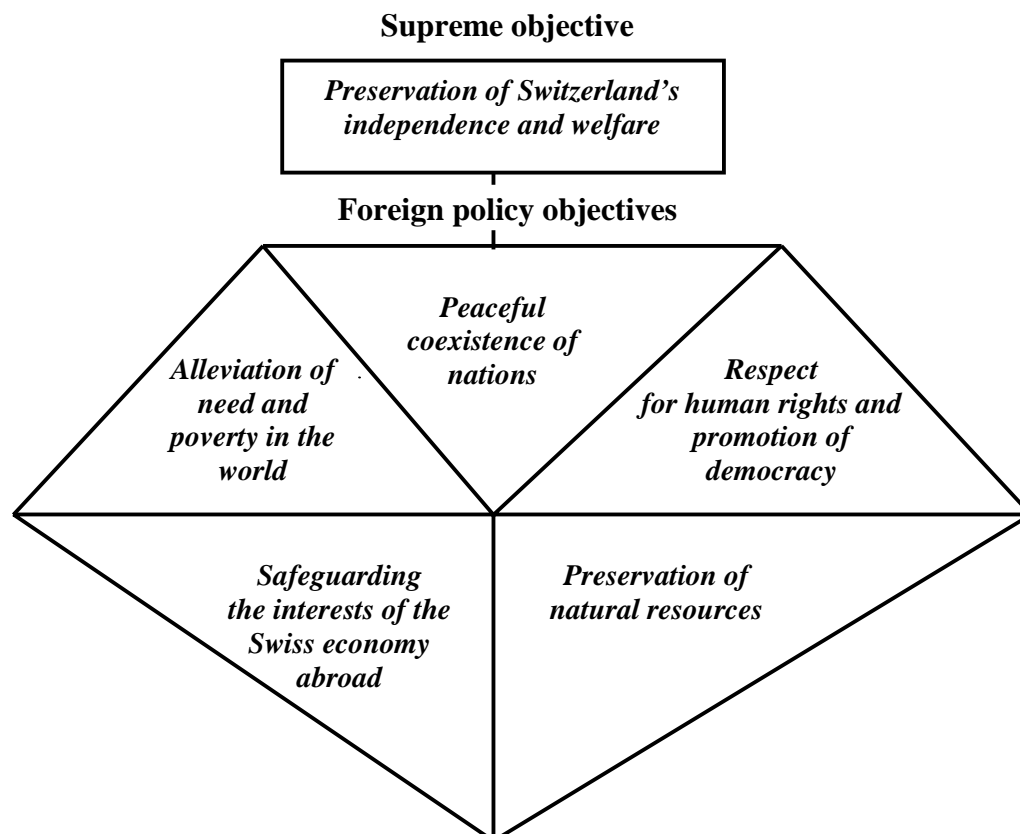 Supreme objective
Preservation of Switzerland’s
independence and welfare
Foreign policy objectives
Peaceful
coexistence of
nations
Alleviation of
need and
poverty in the
world
Respect
for human rights and
promotion of
democracy
Safeguarding
the interests of the
Swiss economy
abroad
Preservation of
natural resources